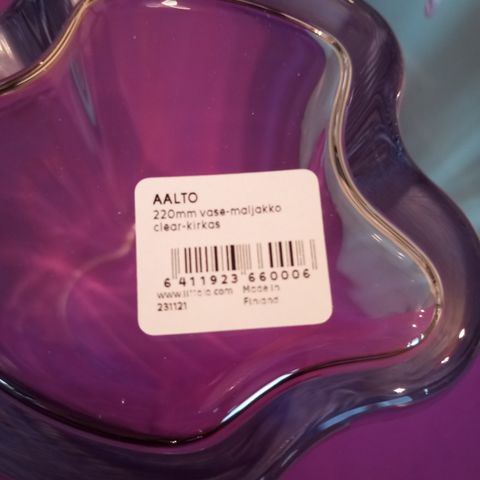 AALTO
220mm vase-maljakko
clear-kirkas
6 411923 660006
www.iittala.com Made in
231121 Finland